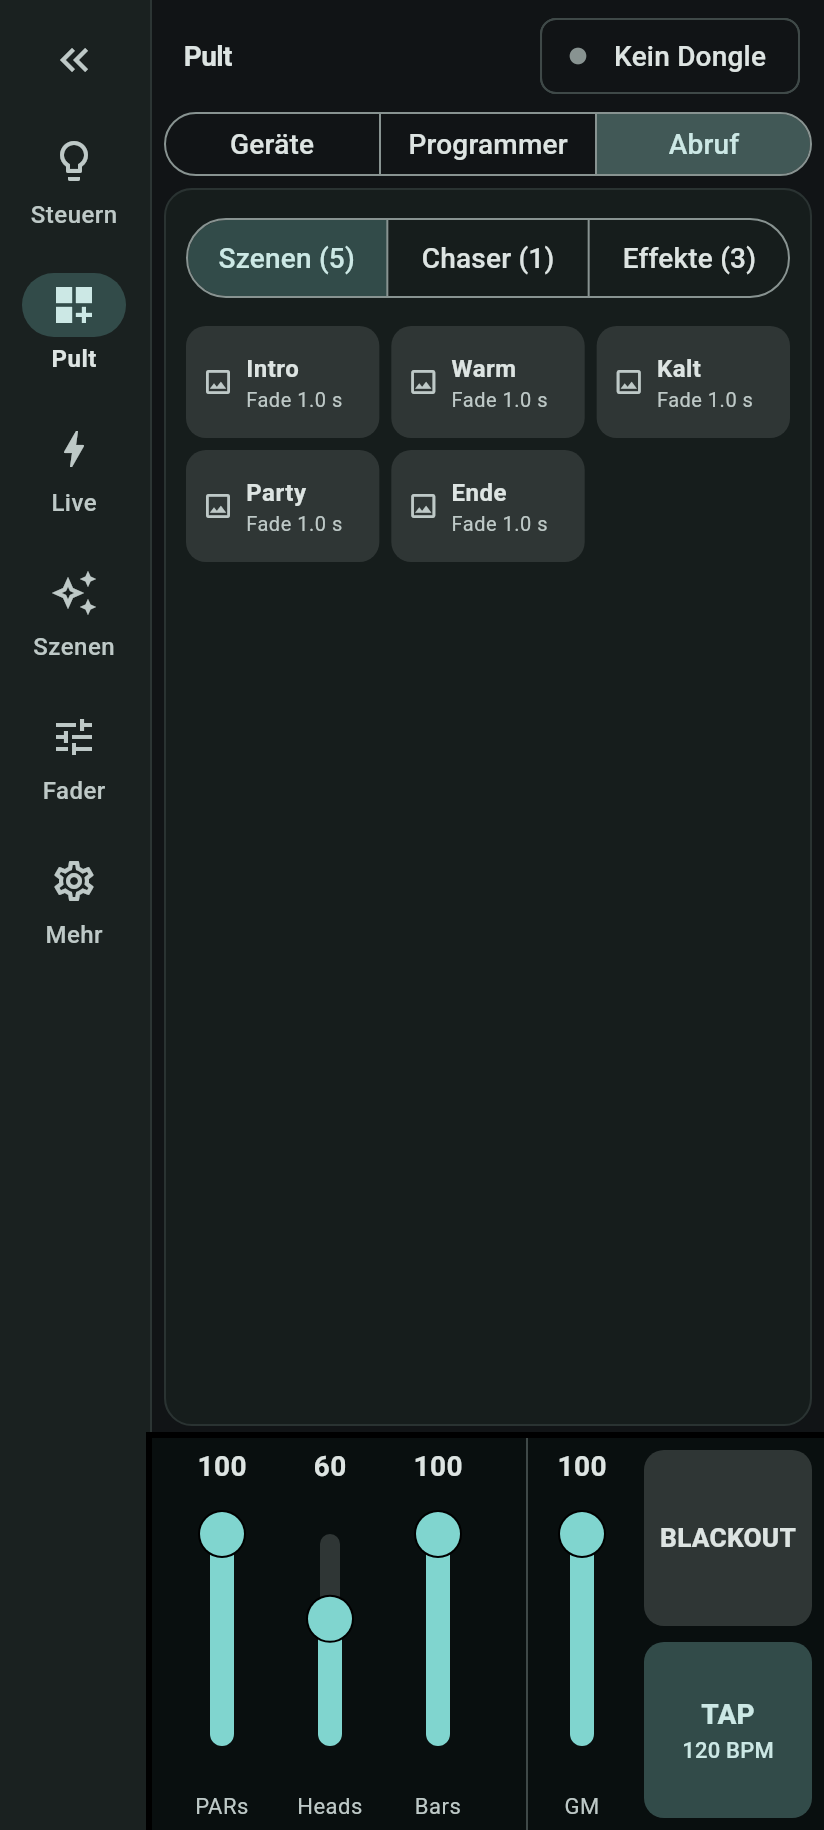 Pult
Kein Dongle
Geräte
Programmer
Abruf
Steuern
Pult
Live
Szenen
Fader
Mehr
Szenen (5)
Chaser (1)
Effekte (3)
Intro
Fade 1.0 s
Warm
Fade 1.0 s
Kalt
Fade 1.0 s
Party
Fade 1.0 s
Ende
Fade 1.0 s
100
60
100
100
BLACKOUT
TAP
120 BPM
PARs
Heads
Bars
GM